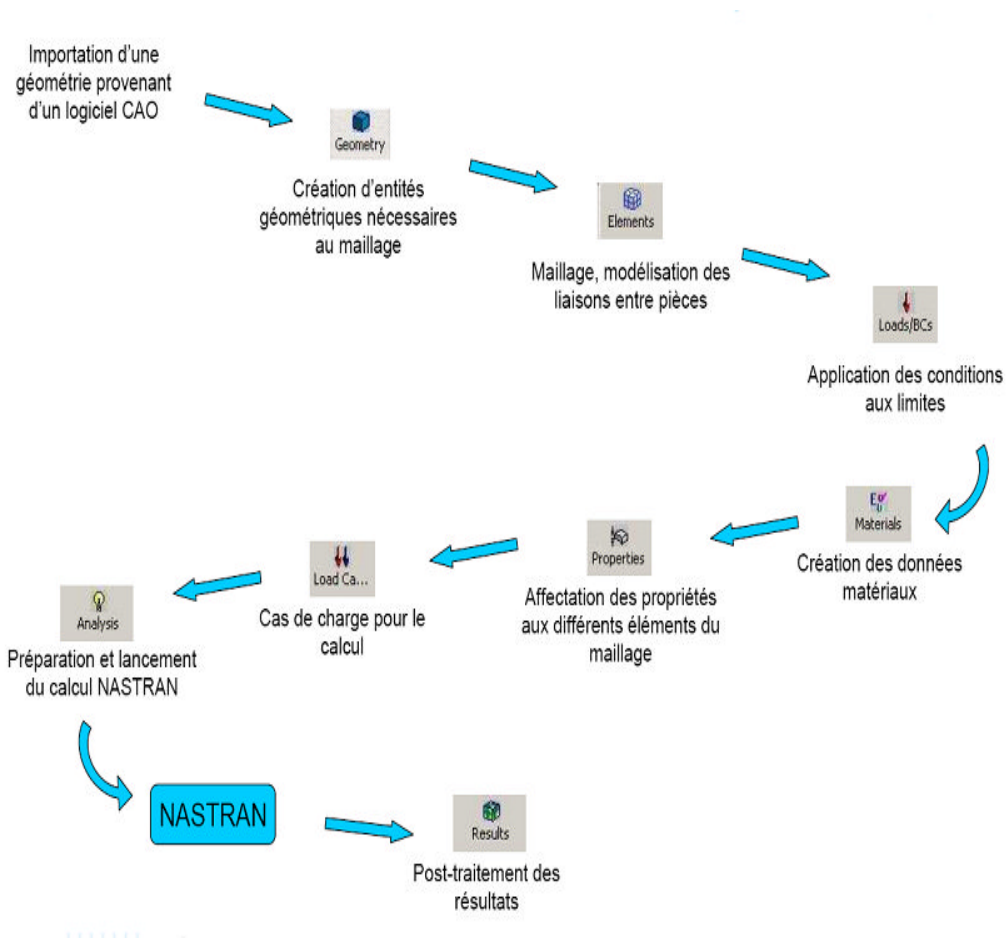 Importation d'une
géométrie provenant
d'un logiciel CAO
Geometry
Création d'entités
géométriques nécessaires
au maillage
Elements
Maillage, modélisation des
liaisons entre pièces
Loads/BCs
Application des conditions
aux limites
Materials
Création des données
matériaux
Properties
Affectation des propriétés
aux différents éléments du
maillage
Load Ca...
Cas de charge pour le
calcul
Analysis
Préparation et lancement
du calcul NASTRAN
NASTRAN
Results
Post-traitement des
résultats